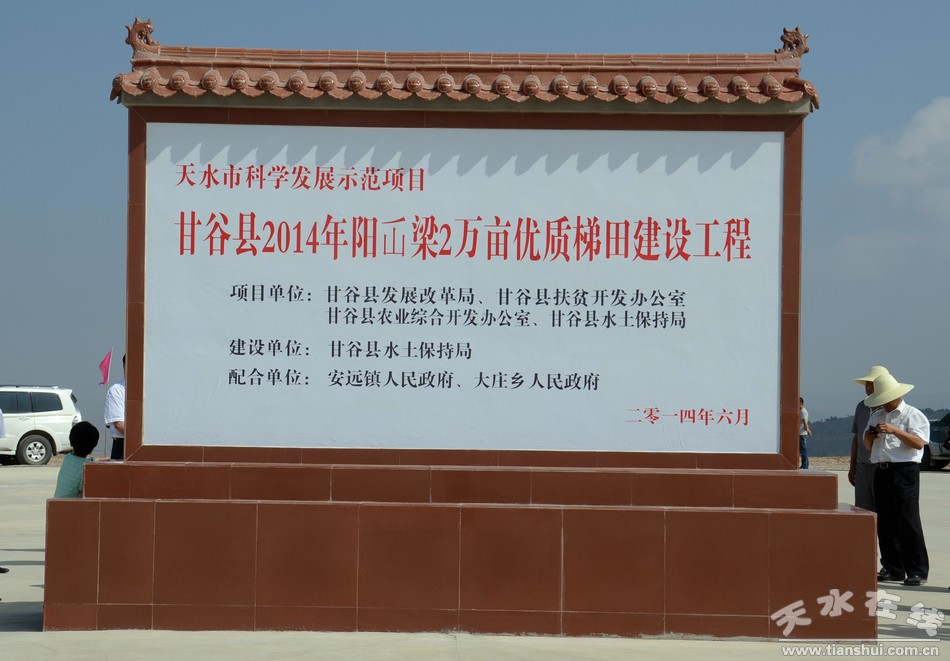 天水市科学发展示范项目
甘谷县2014年阳屲梁2万亩优质梯田建设工程
项目单位：甘谷县发展改革局、甘谷县扶贫开发办公室
甘谷县农业综合开发办公室、甘谷县水土保持局
建设单位：甘谷县水土保持局
配合单位：安远镇人民政府、大庄乡人民政府
二零一四年六月
天水在线
www.tianshui.com.cn